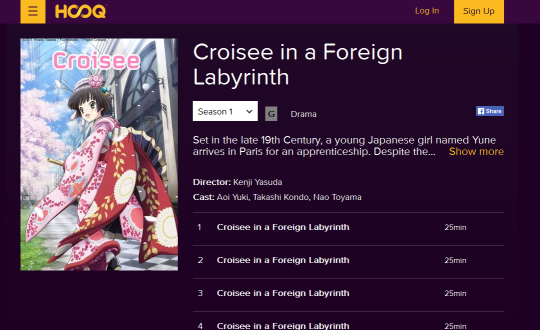 HOOQ
Log In
Sign Up
Croisee
Croisee in a Foreign
Labyrinth
Season 1
G
Drama
Share
Set in the late 19th Century, a young Japanese girl named Yune
arrives in Paris for an apprenticeship. Despite the... Show more
Director: Kenji Yasuda
Cast: Aoi Yuki, Takashi Kondo, Nao Toyama
1 Croisee in a Foreign Labyrinth 25min
2 Croisee in a Foreign Labyrinth 25min
3 Croisee in a Foreign Labyrinth 25min
4 Croisee in a Foreign Labyrinth 25min